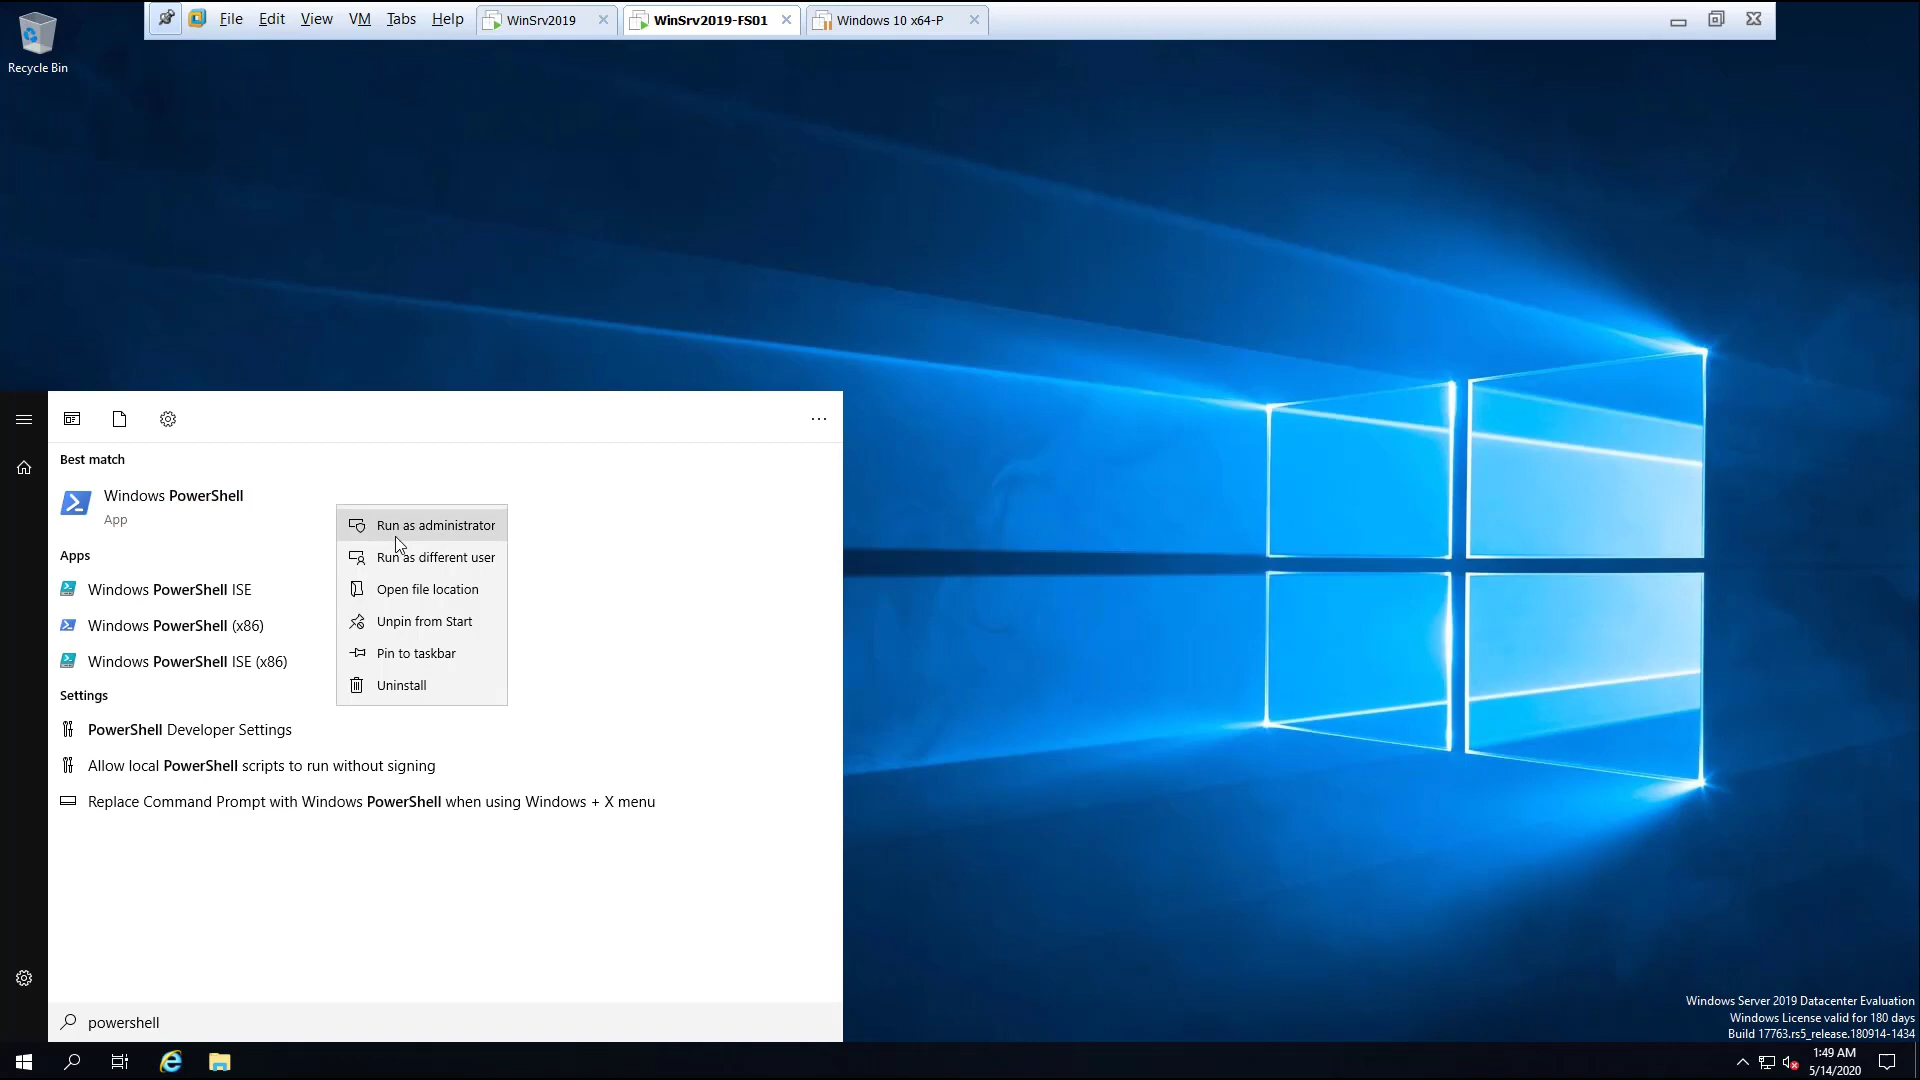 File Edit View VM Tabs Help WinSrv2019 WinSrv2019-FS01 Windows 10 x64-P
Recycle Bin
Best match
Windows PowerShell
App
Apps
Windows PowerShell ISE
Windows PowerShell (x86)
Windows PowerShell ISE (x86)
Settings
PowerShell Developer Settings
Allow local PowerShell scripts to run without signing
Replace Command Prompt with Windows PowerShell when using Windows + X menu
Run as administrator
Run as different user
Open file location
Unpin from Start
Pin to taskbar
Uninstall
powershell
Windows Server 2019 Datacenter Evaluation
Windows License valid for 180 days
Build 17763.rs5_release.180914-1434
1:49 AM
5/14/2020